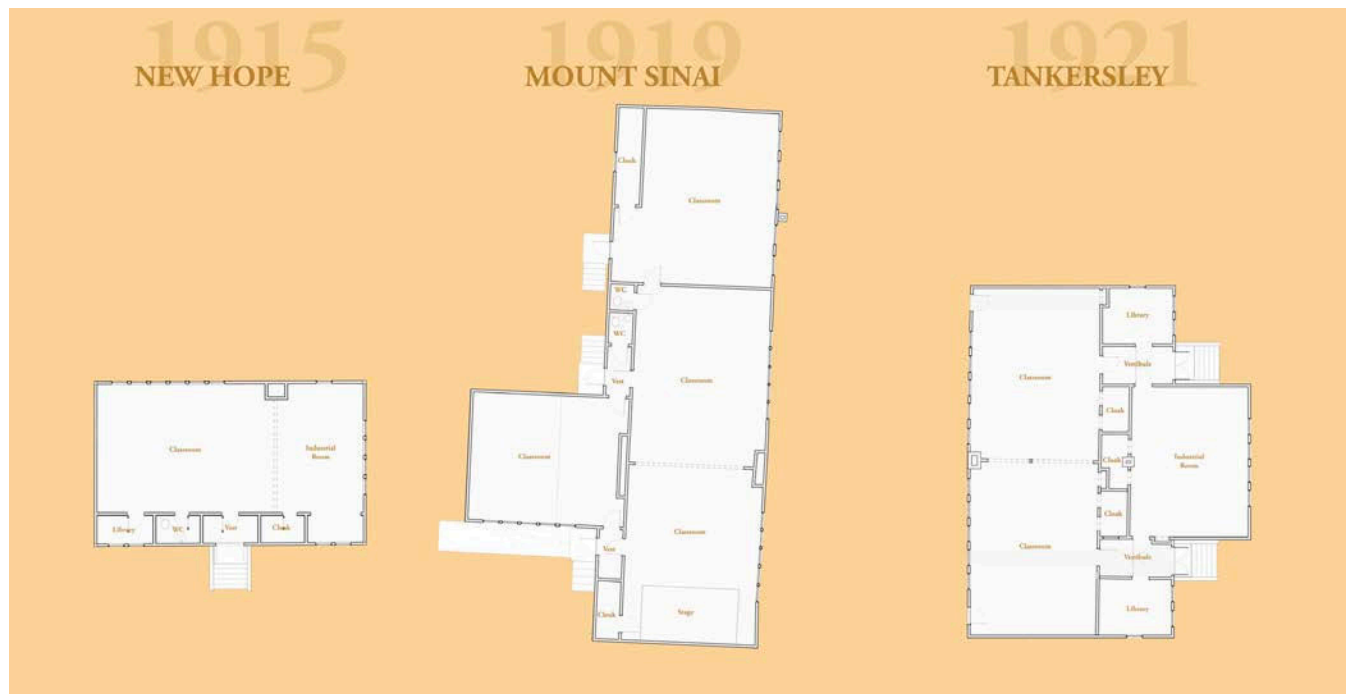 1915
NEW HOPE
Classroom
Industrial
Room
Library
WC
Vest
Cloak
1919
MOUNT SINAI
Cloak
Classroom
WC
WC
Vest
Classroom
Classroom
Classroom
Vest
Cloak
Stage
1921
TANKERSLEY
Library
Vestibule
Classroom
Cloak
Cloak
Industrial
Room
Cloak
Classroom
Vestibule
Library